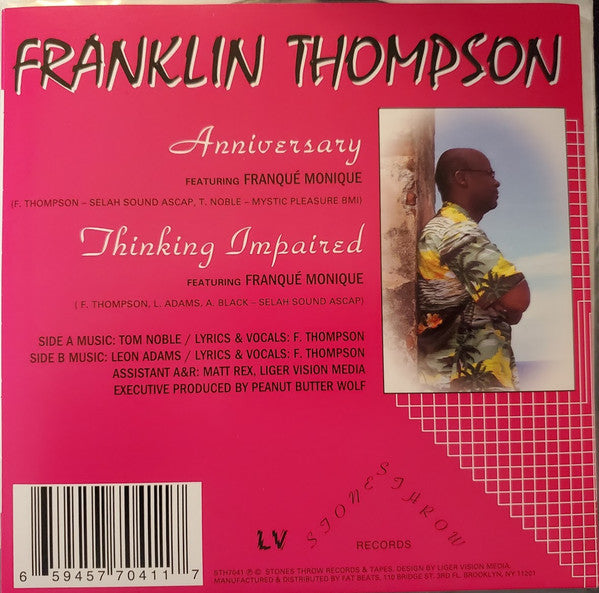 FRANKLIN THOMPSON
Anniversary
FEATURING FRANQUÉ MONIQUE
(F. THOMPSON – SELAH SOUND ASCAP, T. NOBLE – MYSTIC PLEASURE BMI)
Thinking Impaired
FEATURING FRANQUÉ MONIQUE
( F. THOMPSON, L. ADAMS, A. BLACK – SELAH SOUND ASCAP)
SIDE A MUSIC: TOM NOBLE / LYRICS & VOCALS: F. THOMPSON
SIDE B MUSIC: LEON ADAMS / LYRICS & VOCALS: F. THOMPSON
ASSISTANT A&R: MATT REX, LIGER VISION MEDIA
EXECUTIVE PRODUCED BY PEANUT BUTTER WOLF
LV
STONES THROW
RECORDS
6 59457 70411 7
STH7041 ℗ © STONES THROW RECORDS & TAPES. DESIGN BY LIGER VISION MEDIA.
MANUFACTURED & DISTRIBUTED BY FAT BEATS, 110 BRIDGE ST. 3RD FL. BROOKLYN, NY 11201